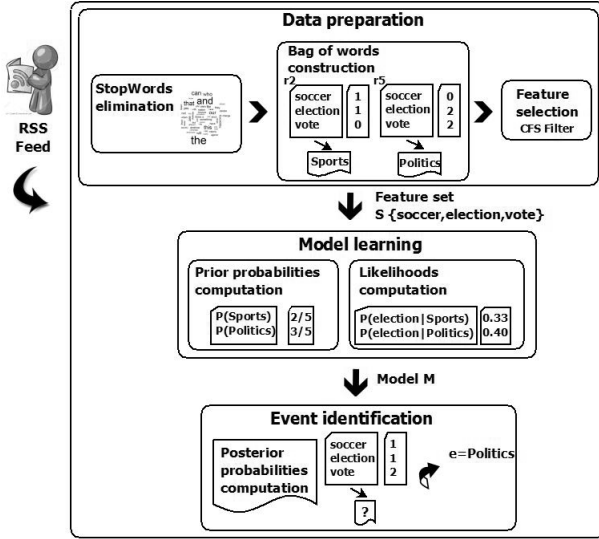 Data preparation
RSS
Feed
StopWords
elimination
can who
that and
this
the
Bag of words
construction
r2
soccer 1
election 1
vote 0
Sports
r5
soccer 0
election 2
vote 2
Politics
Feature
selection
CFS Filter
Feature set
S {soccer,election,vote}
Model learning
Prior probabilities
computation
P(Sports) 2/5
P(Politics) 3/5
Likelihoods
computation
P(election|Sports) 0.33
P(election|Politics) 0.40
Model M
Event identification
Posterior
probabilities
computation
soccer 1
election 1
vote 2
?
e=Politics